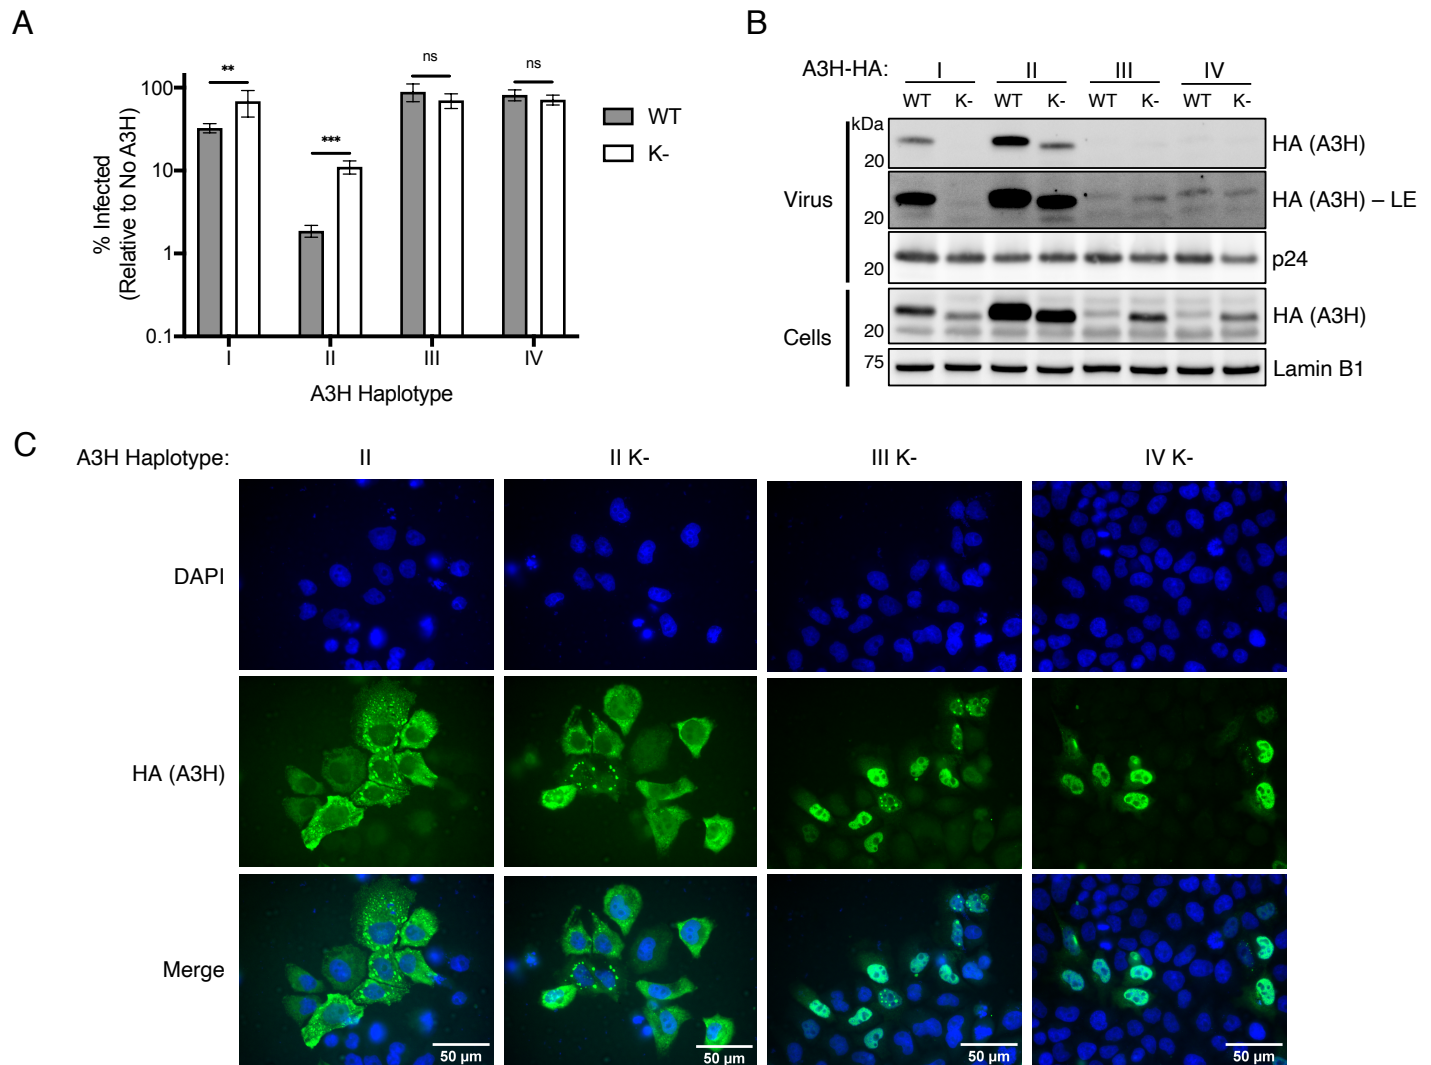 A
% Infected
(Relative to No A3H)
100
10
1
0.1
** *** ns ns
I II III IV
A3H Haplotype
WT
K-
B
A3H-HA: I II III IV
WT K- WT K- WT K- WT K-
kDa
20 HA (A3H)
Virus
20 HA (A3H) – LE
20 p24
Cells
20 HA (A3H)
75 Lamin B1
C
A3H Haplotype: II II K- III K- IV K-
DAPI
HA (A3H)
Merge
50 µm 50 µm 50 µm 50 µm